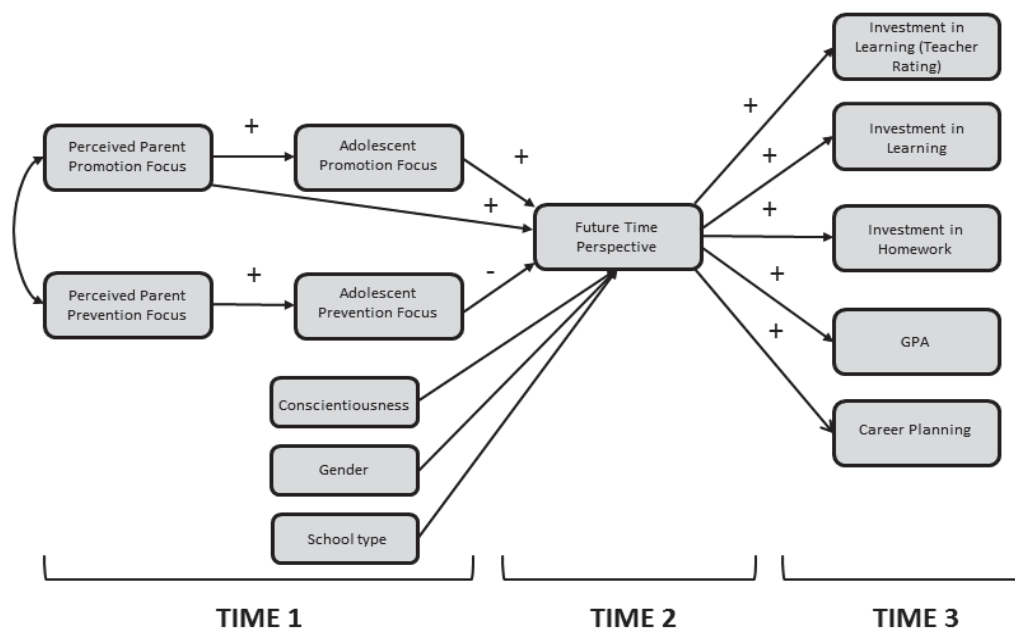 Investment in
Learning (Teacher
Rating)
Perceived Parent
Promotion Focus
+
Adolescent
Promotion Focus
+
+
+
Investment in
Learning
+
Future Time
Perspective
+
Investment in
Homework
Perceived Parent
Prevention Focus
+
Adolescent
Prevention Focus
-
+
GPA
+
Career Planning
Conscientiousness
Gender
School type
TIME 1
TIME 2
TIME 3